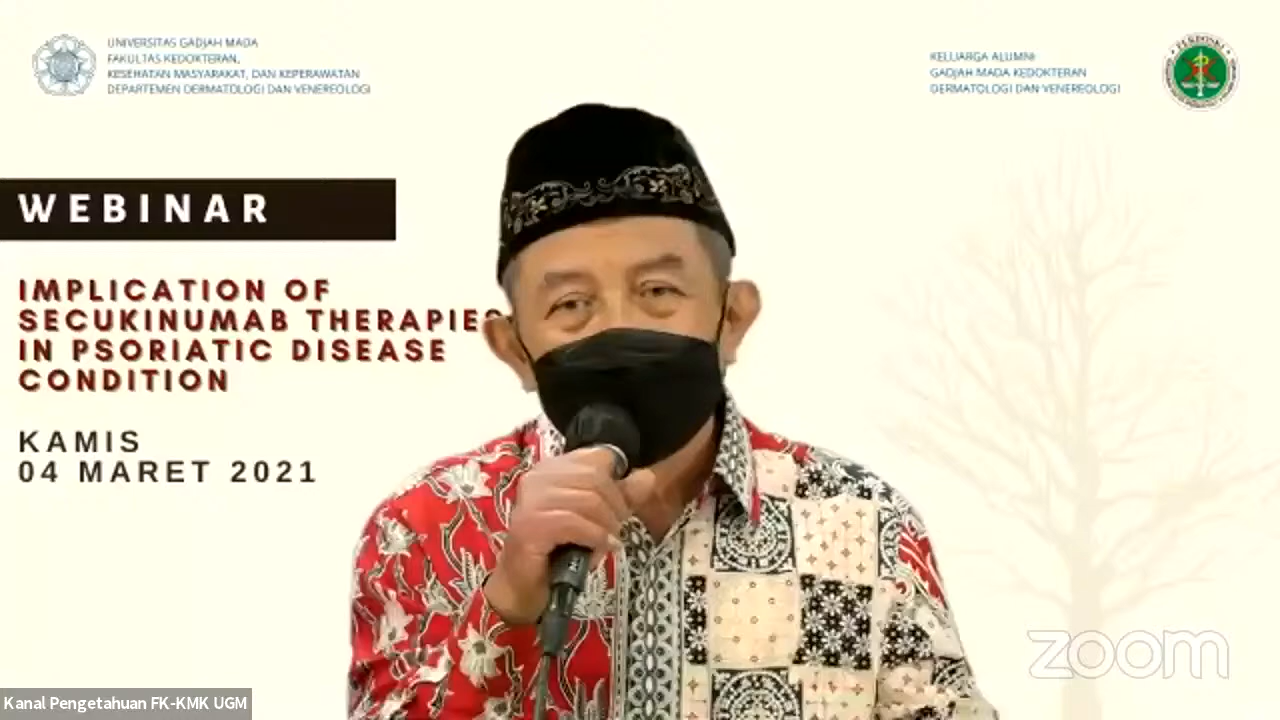 UNIVERSITAS GADJAH MADA
FAKULTAS KEDOKTERAN,
KESEHATAN MASYARAKAT, DAN KEPERAWATAN
DEPARTEMEN DERMATOLOGI DAN VENEREOLOGI
KELUARGA ALUMNI
GADJAH MADA KEDOKTERAN
DERMATOLOGI DAN VENEREOLOGI
PERDOSKI
WEBINAR
IMPLICATION OF
SECUKINUMAB THERAPIES
IN PSORIATIC DISEASE
CONDITION
KAMIS
04 MARET 2021
zoom
Kanal Pengetahuan FK-KMK UGM